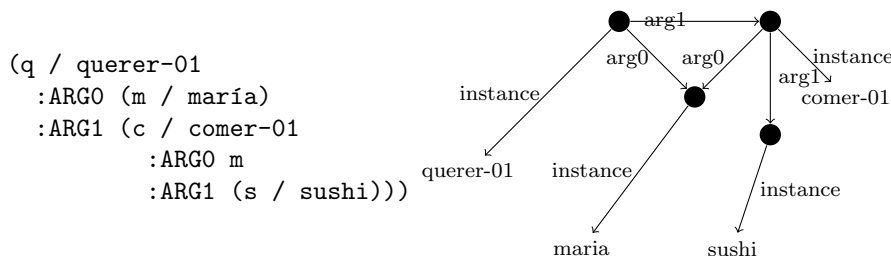 (q / querer-01
:ARG0 (m / maría)
:ARG1 (c / comer-01
:ARG0 m
:ARG1 (s / sushi)))
arg1
arg0
arg0
instance
arg1
instance
comer-01
querer-01
instance
instance
maria
sushi